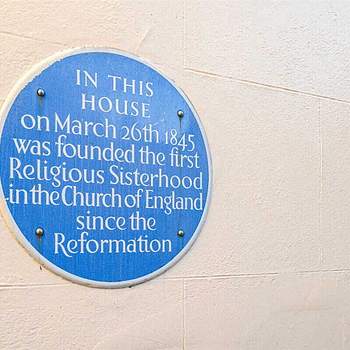 IN THIS
HOUSE
on March 26th 1845
was founded the first
Religious Sisterhood
in the Church of England
since the
Reformation